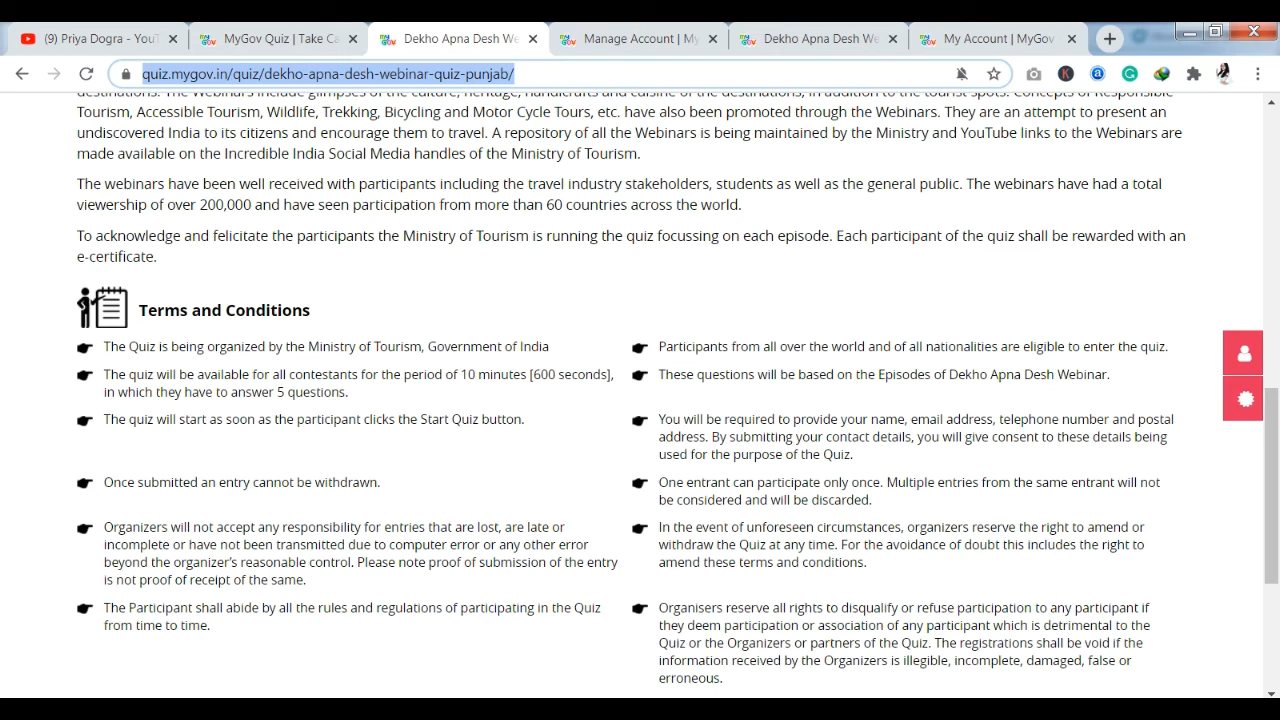 (9) Priya Dogra - YouT
MyGov Quiz | Take Ca
Dekho Apna Desh We
Manage Account | My
Dekho Apna Desh We
My Account | MyGov
quiz.mygov.in/quiz/dekho-apna-desh-webinar-quiz-punjab/
destinations. The Webinars include glimpses of the culture, heritage, handicrafts and cuisine of the destinations, in addition to the tourist spots. Concepts of Responsible
Tourism, Accessible Tourism, Wildlife, Trekking, Bicycling and Motor Cycle Tours, etc. have also been promoted through the Webinars. They are an attempt to present an
undiscovered India to its citizens and encourage them to travel. A repository of all the Webinars is being maintained by the Ministry and YouTube links to the Webinars are
made available on the Incredible India Social Media handles of the Ministry of Tourism.
The webinars have been well received with participants including the travel industry stakeholders, students as well as the general public. The webinars have had a total
viewership of over 200,000 and have seen participation from more than 60 countries across the world.
To acknowledge and felicitate the participants the Ministry of Tourism is running the quiz focussing on each episode. Each participant of the quiz shall be rewarded with an
e-certificate.
Terms and Conditions
The Quiz is being organized by the Ministry of Tourism, Government of India
Participants from all over the world and of all nationalities are eligible to enter the quiz.
The quiz will be available for all contestants for the period of 10 minutes [600 seconds],
in which they have to answer 5 questions.
These questions will be based on the Episodes of Dekho Apna Desh Webinar.
The quiz will start as soon as the participant clicks the Start Quiz button.
You will be required to provide your name, email address, telephone number and postal
address. By submitting your contact details, you will give consent to these details being
used for the purpose of the Quiz.
Once submitted an entry cannot be withdrawn.
One entrant can participate only once. Multiple entries from the same entrant will not
be considered and will be discarded.
Organizers will not accept any responsibility for entries that are lost, are late or
incomplete or have not been transmitted due to computer error or any other error
beyond the organizer's reasonable control. Please note proof of submission of the entry
is not proof of receipt of the same.
In the event of unforeseen circumstances, organizers reserve the right to amend or
withdraw the Quiz at any time. For the avoidance of doubt this includes the right to
amend these terms and conditions.
The Participant shall abide by all the rules and regulations of participating in the Quiz
from time to time.
Organisers reserve all rights to disqualify or refuse participation to any participant if
they deem participation or association of any participant which is detrimental to the
Quiz or the Organizers or partners of the Quiz. The registrations shall be void if the
information received by the Organizers is illegible, incomplete, damaged, false or
erroneous.